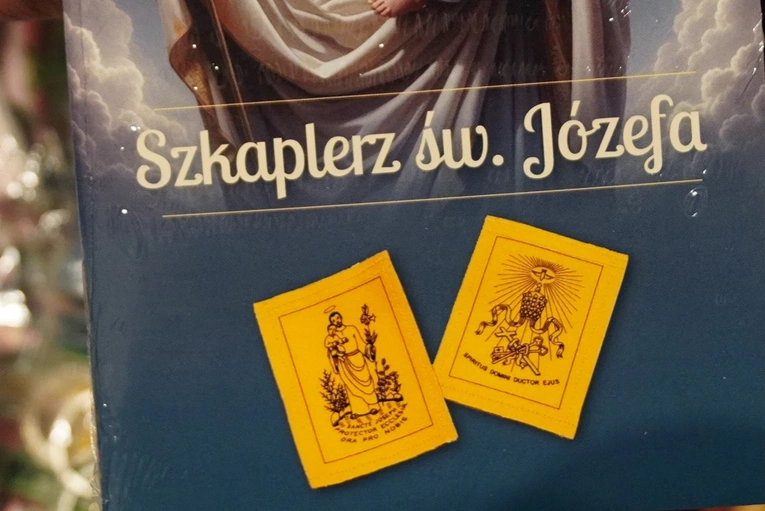 Szkaplerz św. Józefa
SANCTE JOSEPH
PROTECTOR ECCLESIÆ
ORA PRO NOBIS
SPIRITUS DOMINI DUCTOR EJUS